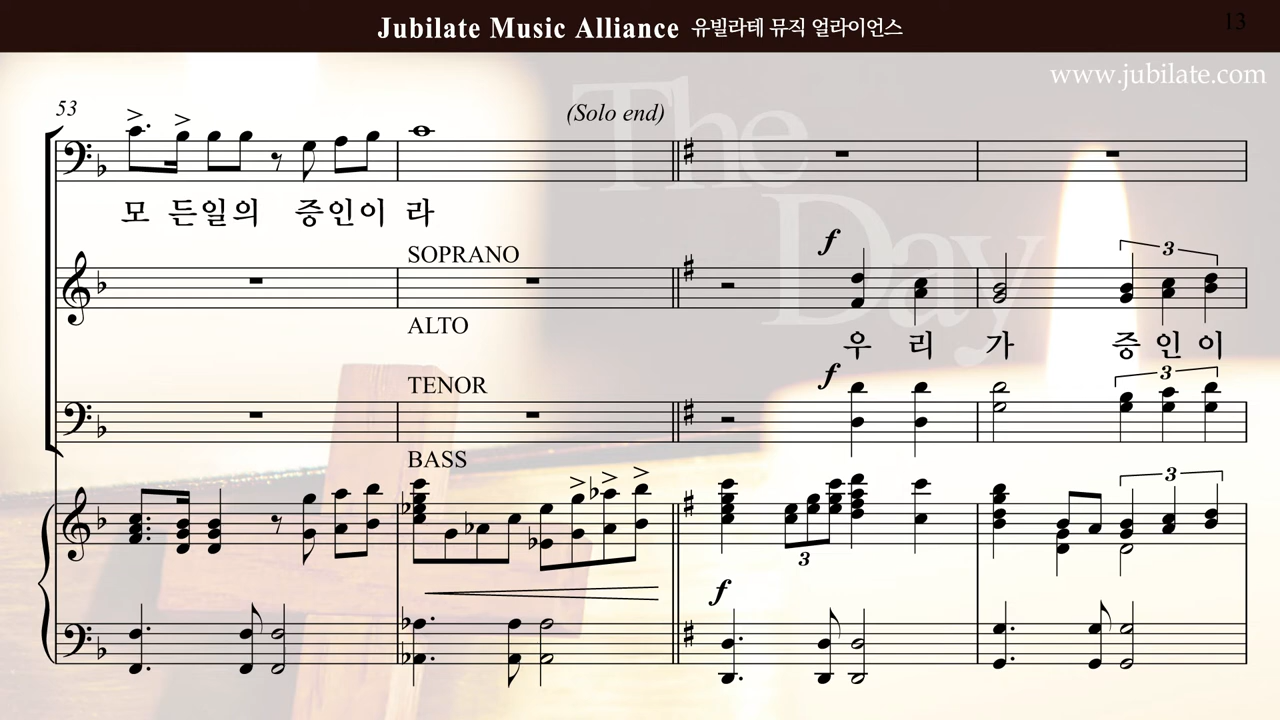 Jubilate Music Alliance 유빌라테 뮤직 얼라이언스
13
www.jubilate.com
The
Day
53
(Solo end)
모 든일의 증인이 라
SOPRANO
f
3
ALTO
우 리 가 증 인 이
TENOR
f
3
BASS
3
3
f